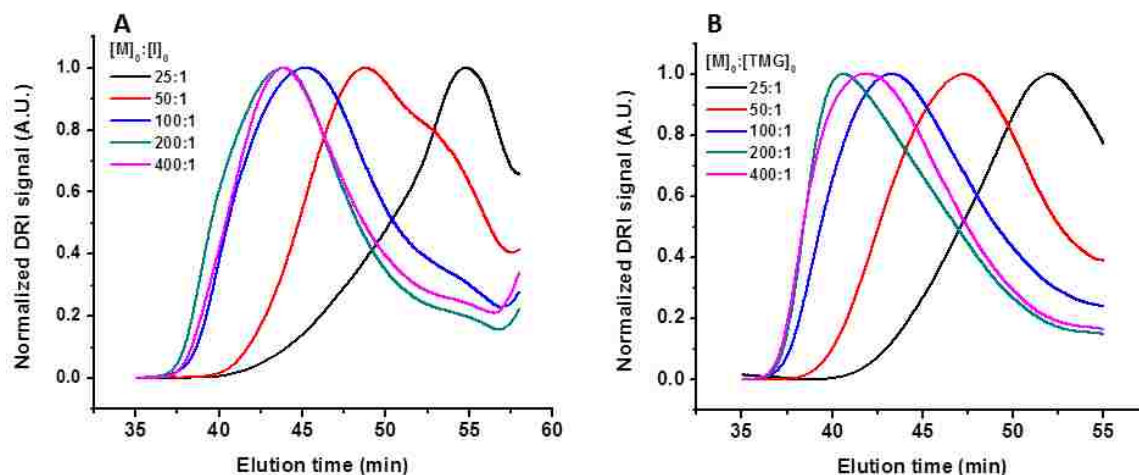 A
[M]₀:[I]₀
25:1
50:1
100:1
200:1
400:1
Normalized DRI signal (A.U.)
1.0
0.8
0.6
0.4
0.2
0.0
35 40 45 50 55 60
Elution time (min)
B
[M]₀:[TMG]₀
25:1
50:1
100:1
200:1
400:1
Normalized DRI signal (A.U.)
1.0
0.8
0.6
0.4
0.2
0.0
35 40 45 50 55
Elution time (min)